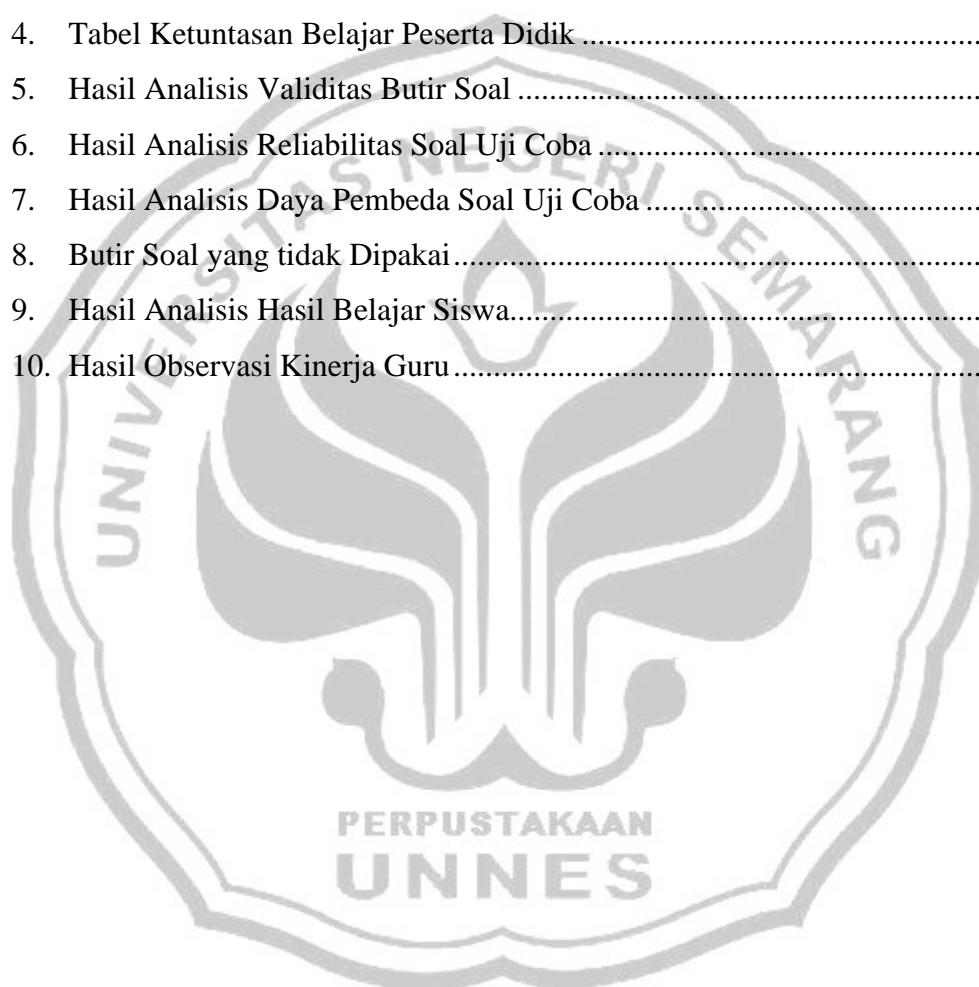 4. Tabel Ketuntasan Belajar Peserta Didik ..................................................
5. Hasil Analisis Validitas Butir Soal ..........................................................
6. Hasil Analisis Reliabilitas Soal Uji Coba ................................................
7. Hasil Analisis Daya Pembeda Soal Uji Coba ..........................................
8. Butir Soal yang tidak Dipakai..................................................................
9. Hasil Analisis Hasil Belajar Siswa...........................................................
10. Hasil Observasi Kinerja Guru ..................................................................
UNIVERSITAS NEGERI SEMARANG
PERPUSTAKAAN
UNNES